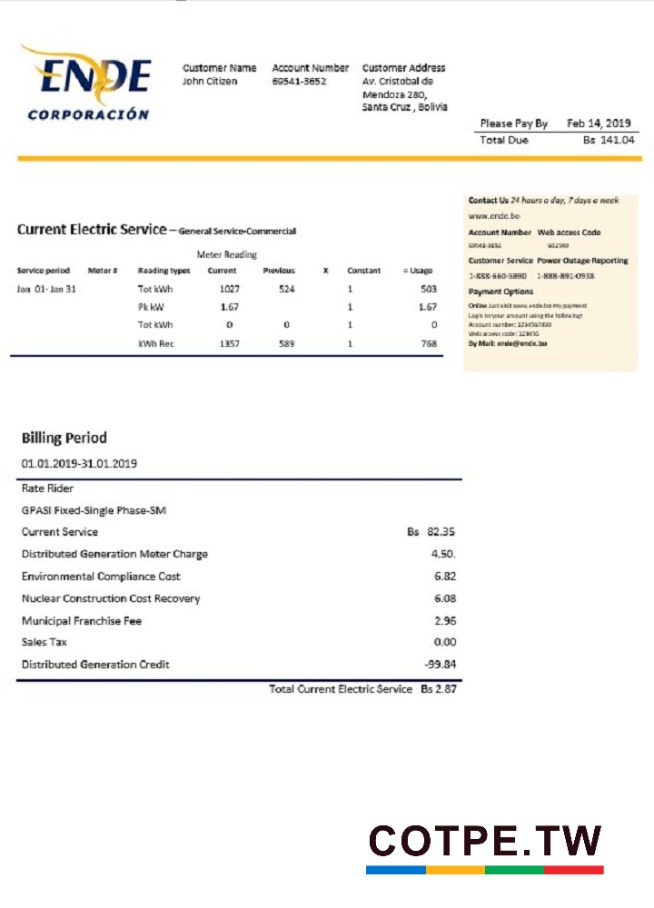 ENDE
CORPORACIÓN
Customer Name Account Number Customer Address
John Citizen 69541-3652 Av. Cristobal de
Mendoza 280,
Santa Cruz , Bolivia
Please Pay By Feb 14, 2019
Total Due Bs 141.04
Contact Us 24 hours a day, 7 days a week
www.ende.bo
Account Number Web access Code
69541-3652
Customer Service Power Outage Reporting
1-888-660-5890 1-888-891-0938
Payment Options
Online Just visit www.ende.bo my payment
Login to your account using the following:
Account number: 1234567890
Web access code: 123456
By Mail: ende@ende.bo
Current Electric Service – General Service-Commercial
Meter Reading
Service period Meter # Reading types Current Previous X Constant = Usage
Jan 01- Jan 31 Tot kWh 1027 524 1 503
Pk kW 1.67 1 1.67
Tot kWh 0 0 1 0
kWh Rec 1357 589 1 768
Billing Period
01.01.2019-31.01.2019
Rate Rider
GPASI Fixed-Single Phase-SM
Current Service Bs 82.35
Distributed Generation Meter Charge 4.50.
Environmental Compliance Cost 6.82
Nuclear Construction Cost Recovery 6.08
Municipal Franchise Fee 2.96
Sales Tax 0.00
Distributed Generation Credit -99.84
Total Current Electric Service Bs 2.87
COTPE.TW